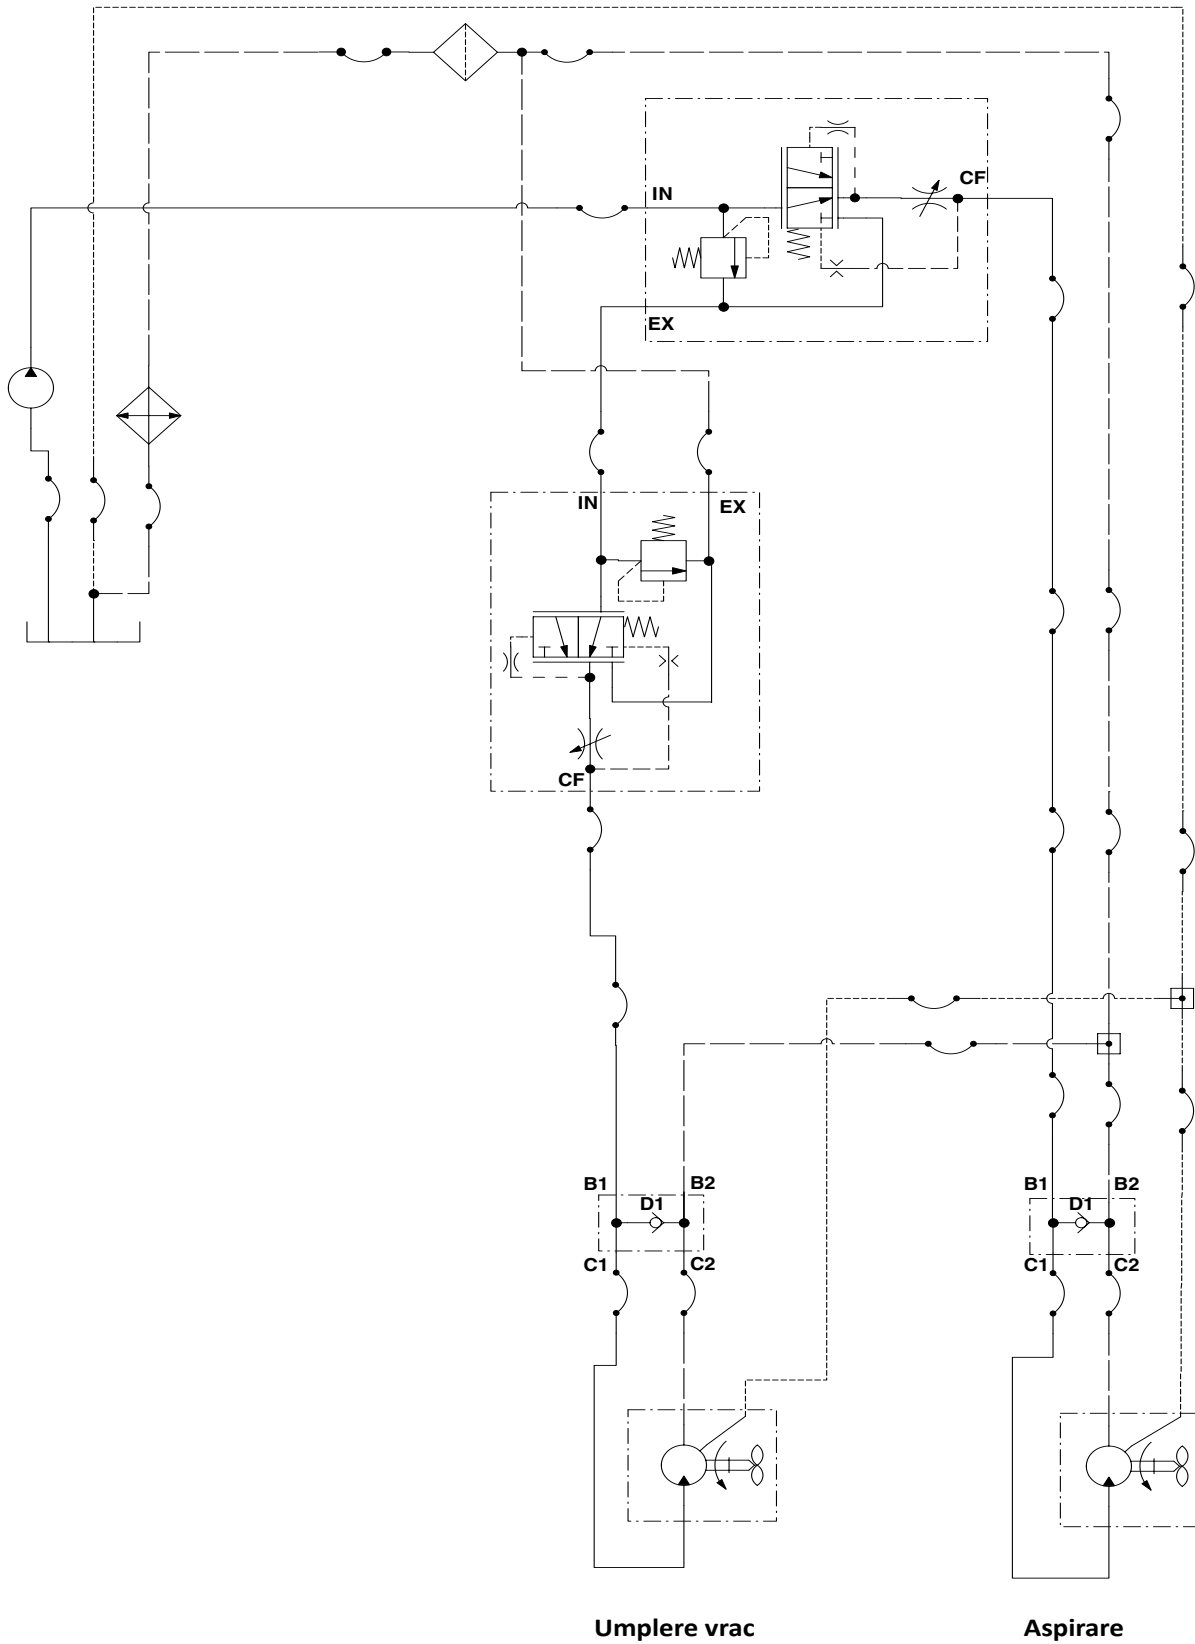 IN
CF
EX
IN
EX
CF
B1
B2
D1
C1
C2
B1
B2
D1
C1
C2
Umplere vrac
Aspirare